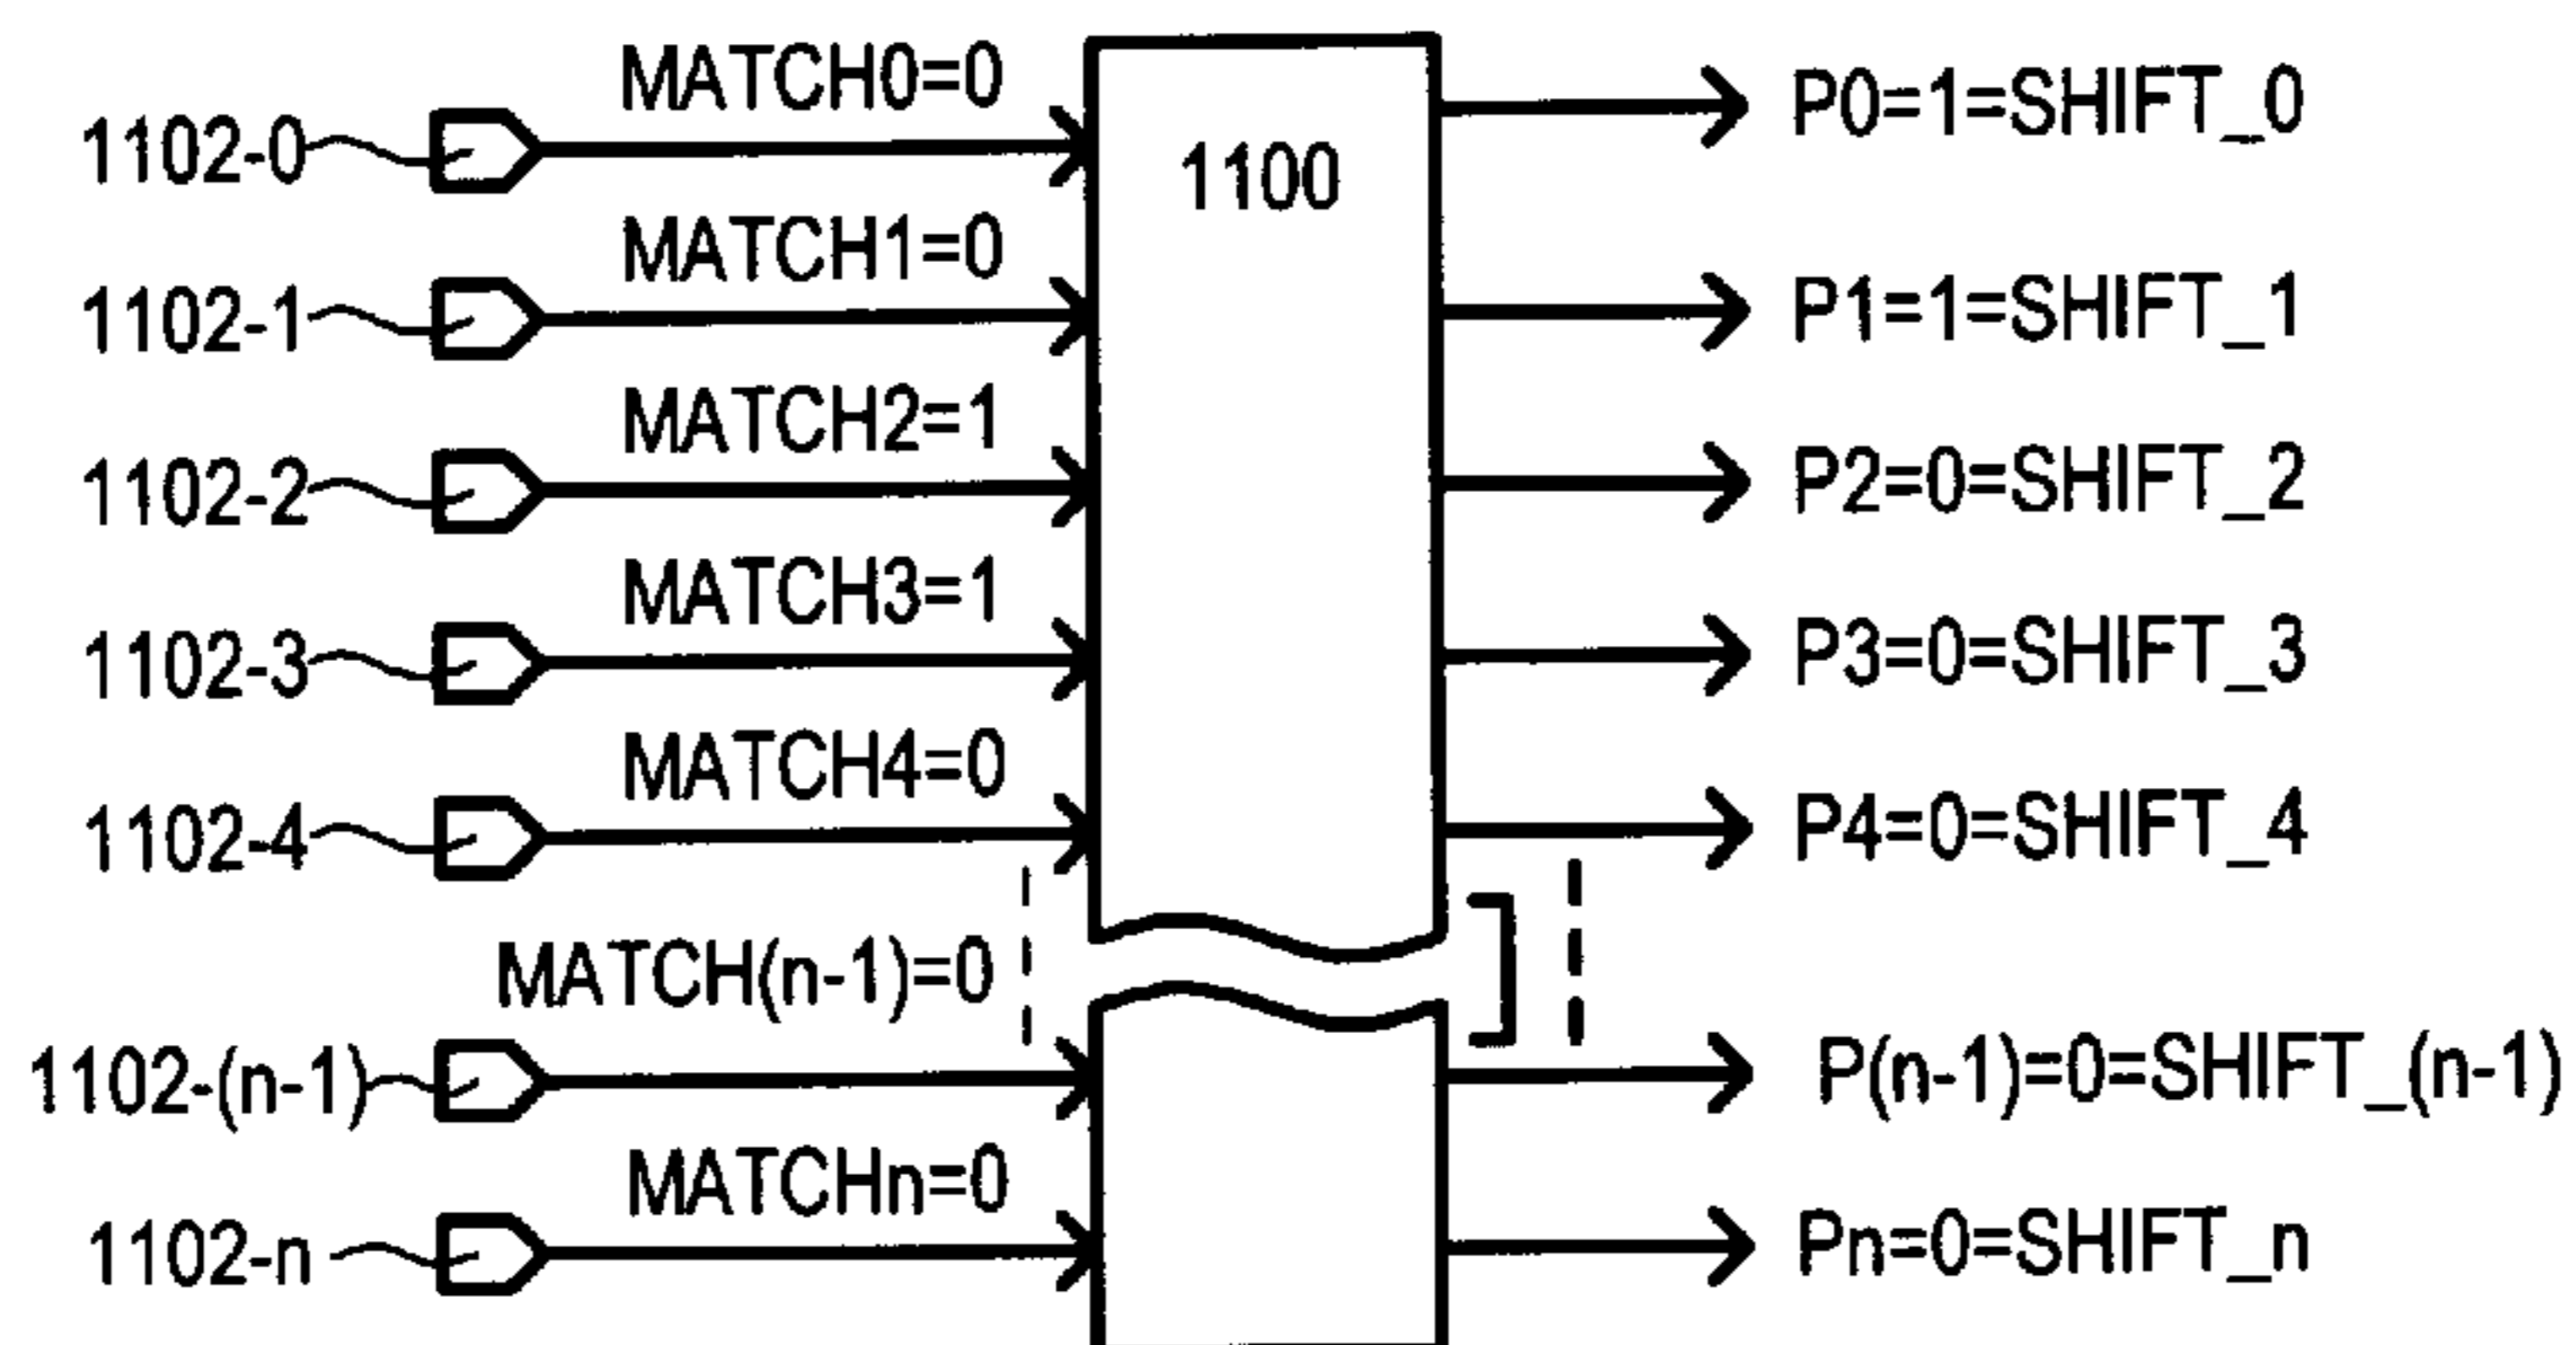 MATCH0=0
P0=1=SHIFT_0
1102-0
1100
MATCH1=0
P1=1=SHIFT_1
1102-1
MATCH2=1
P2=0=SHIFT_2
1102-2
MATCH3=1
P3=0=SHIFT_3
1102-3
MATCH4=0
P4=0=SHIFT_4
1102-4
MATCH(n-1)=0
1102-(n-1)
P(n-1)=0=SHIFT_(n-1)
MATCHn=0
1102-n
Pn=0=SHIFT_n